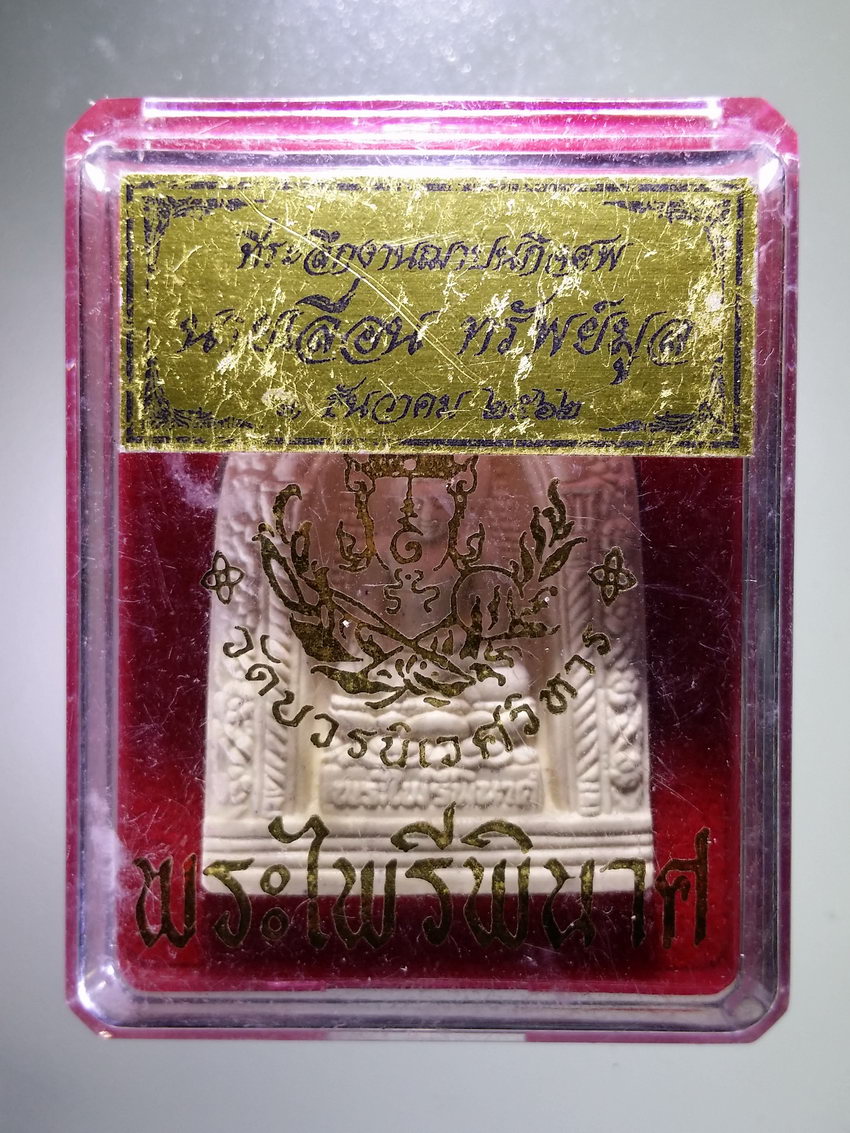 ที่ระลึกงานฌาปนกิจศพ
นายเลื่อน ทรัพย์มูล
๑ ธันวาคม ๒๕๖๒
วัดบวรนิเวศวิหาร
พระไพรีพินาศ
พระไพรีพินาศ